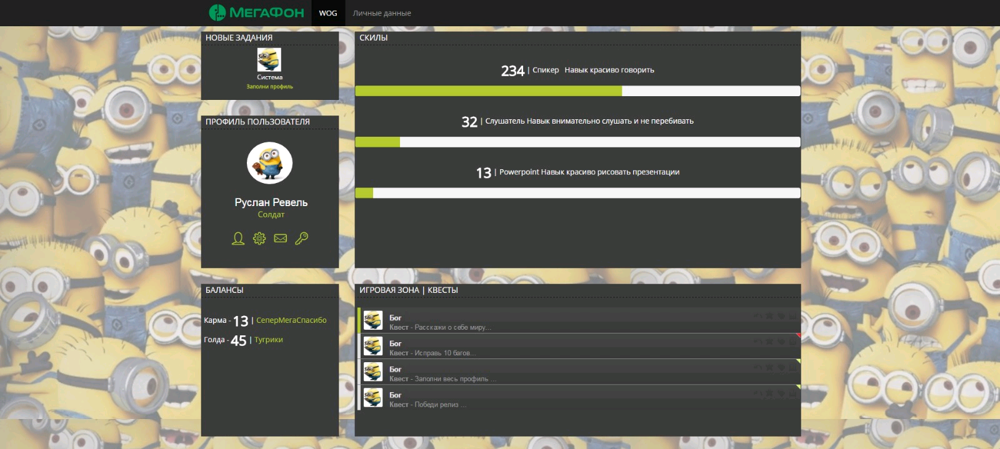 МегаФон WOG Личные данные
НОВЫЕ ЗАДАНИЯ
Система
Заполни профиль
ПРОФИЛЬ ПОЛЬЗОВАТЕЛЯ
Руслан Ревель
Солдат
СКИЛЫ
234 | Спикер Навык красиво говорить
32 | Слушатель Навык внимательно слушать и не перебивать
13 | Powerpoint Навык красиво рисовать презентации
БАЛАНСЫ
Карма - 13 | СеперМегаСпасибо
Голда - 45 | Тугрики
ИГРОВАЯ ЗОНА | КВЕСТЫ
Бог
Квест - Расскажи о себе миру...
Бог
Квест - Исправь 10 багов...
Бог
Квест - Заполни весь профиль ...
Бог
Квест - Победи релиз ...